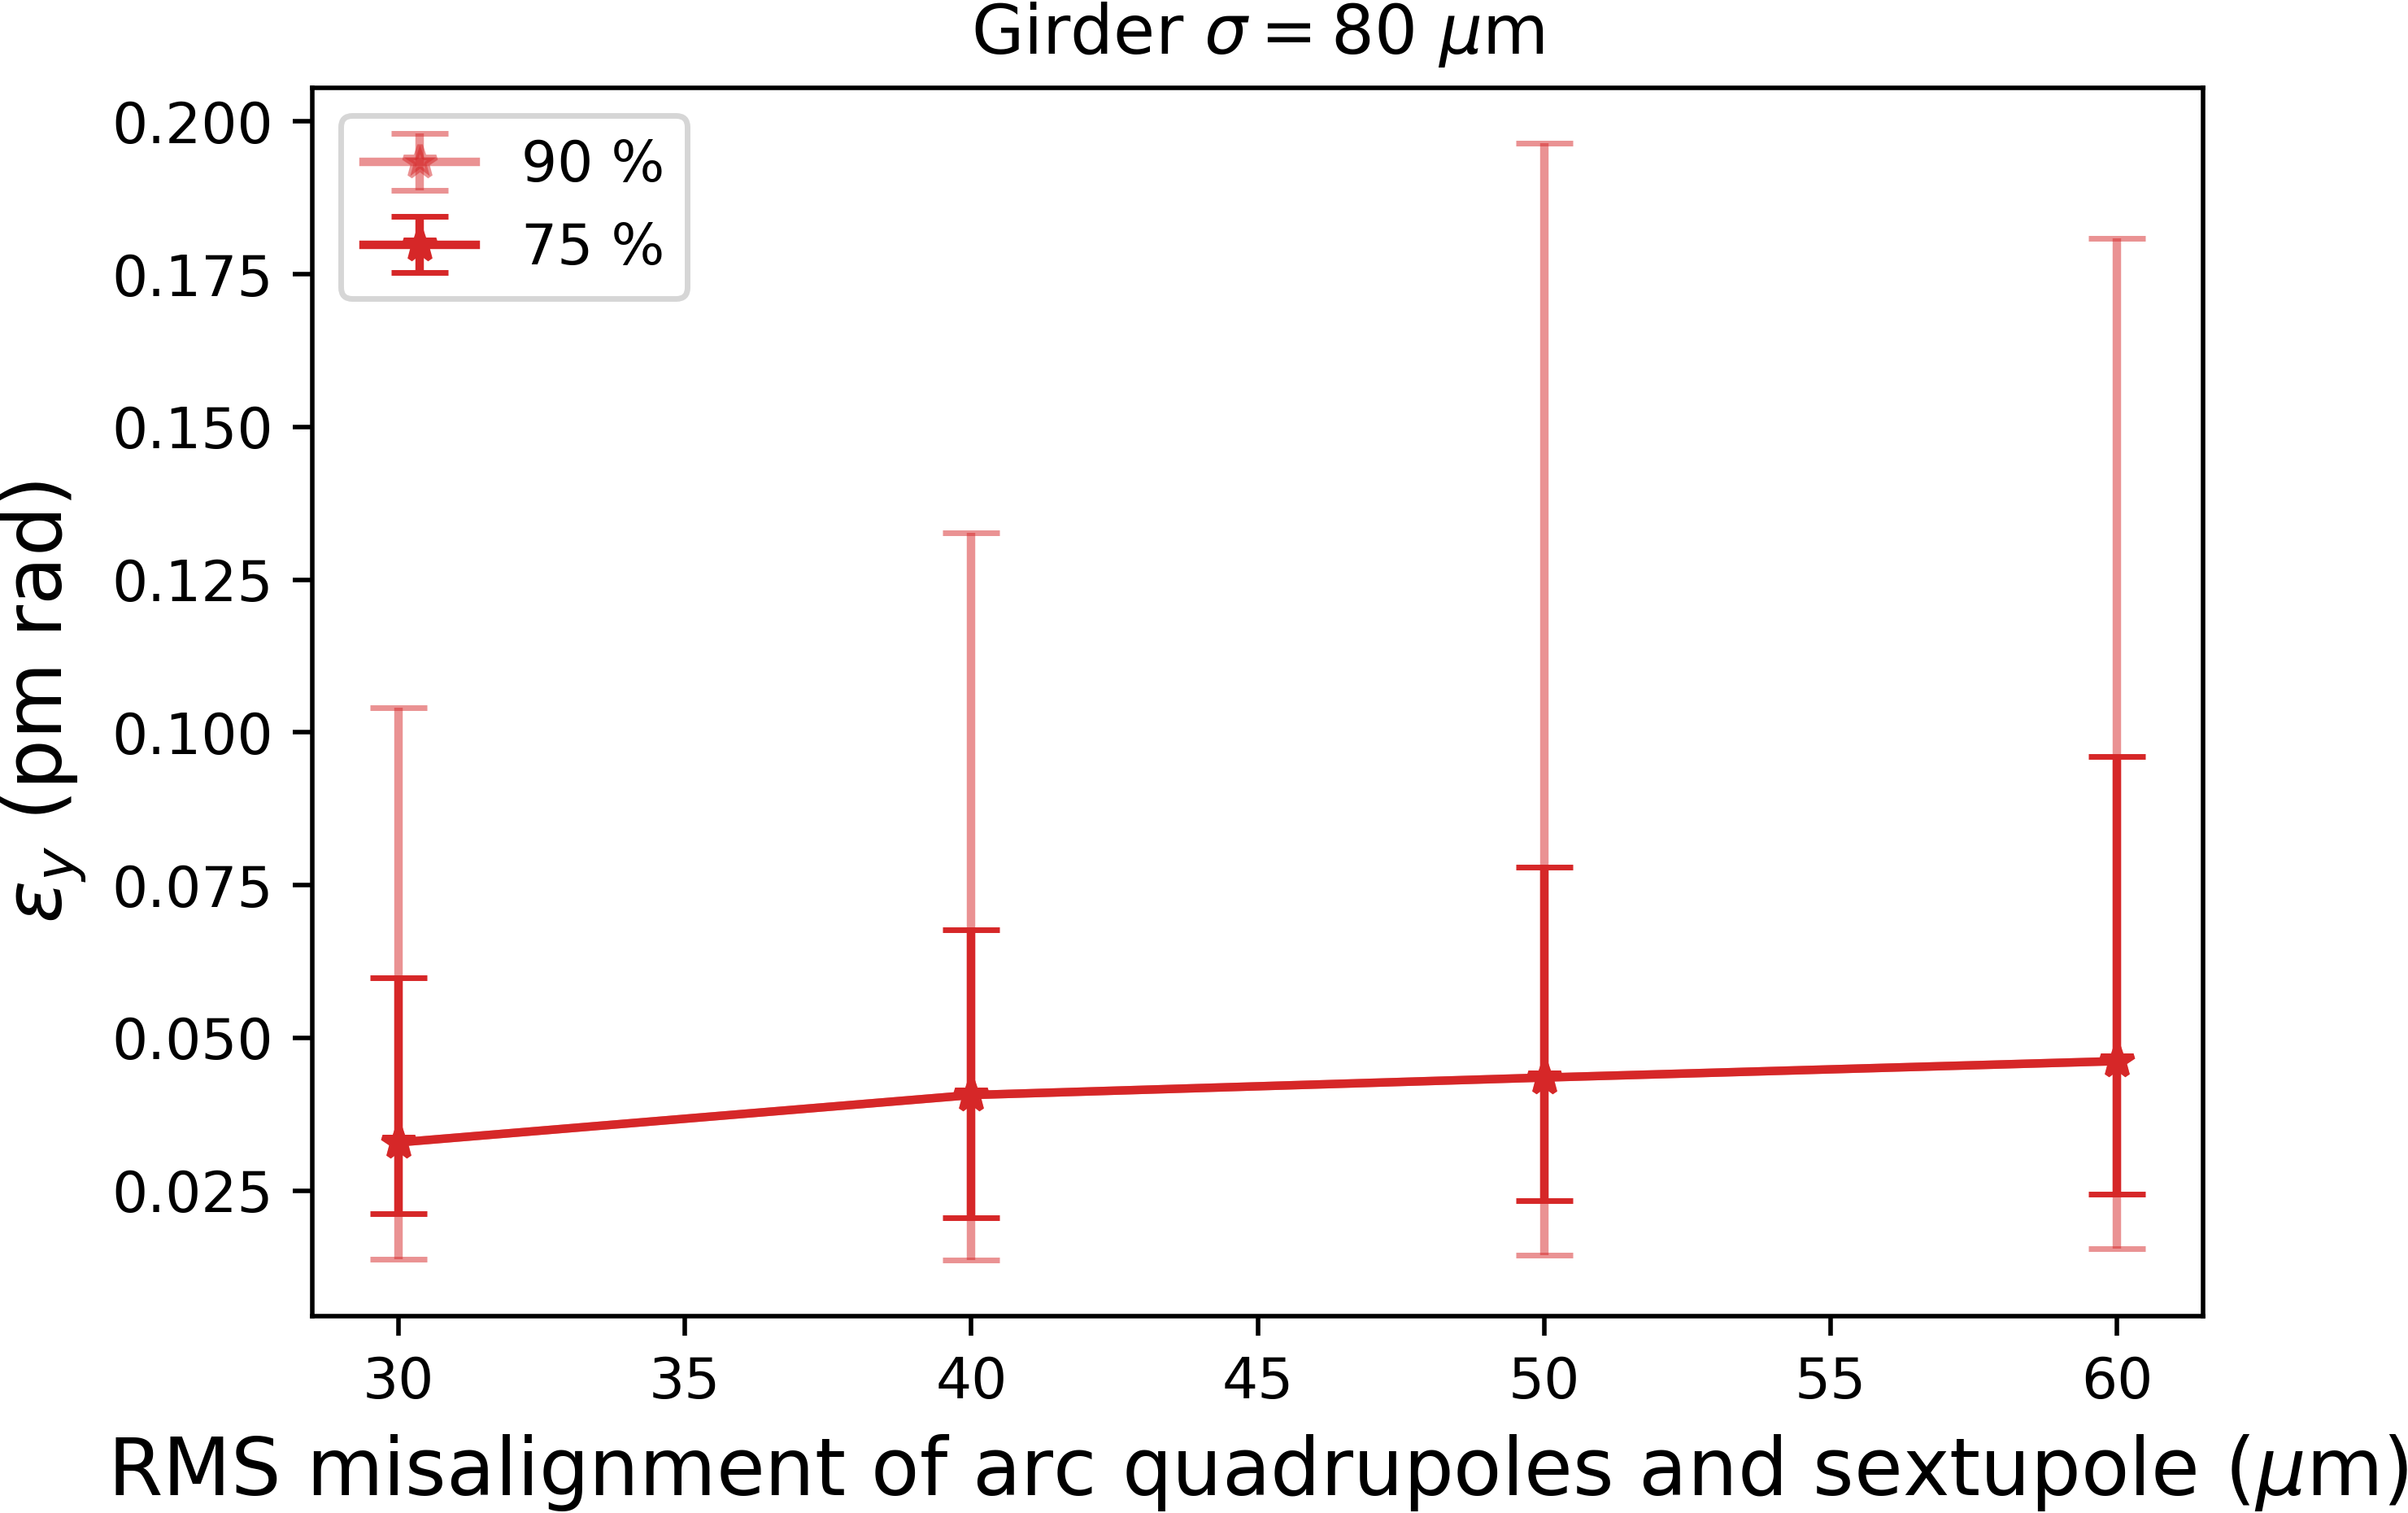 Girder σ = 80 μm
90 %
75 %
0.200
0.175
0.150
0.125
0.100
0.075
0.050
0.025
εy (pm rad)
30 35 40 45 50 55 60
RMS misalignment of arc quadrupoles and sextupole (μm)